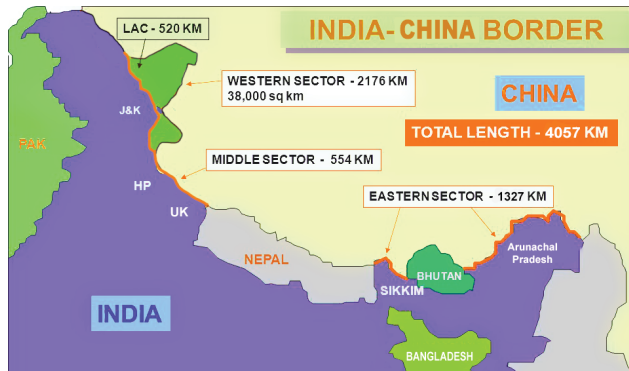 INDIA- CHINA BORDER
LAC - 520 KM
WESTERN SECTOR - 2176 KM
38,000 sq km
CHINA
J&K
TOTAL LENGTH - 4057 KM
PAK
MIDDLE SECTOR - 554 KM
HP
EASTERN SECTOR - 1327 KM
UK
Arunachal
Pradesh
NEPAL
BHUTAN
SIKKIM
INDIA
BANGLADESH